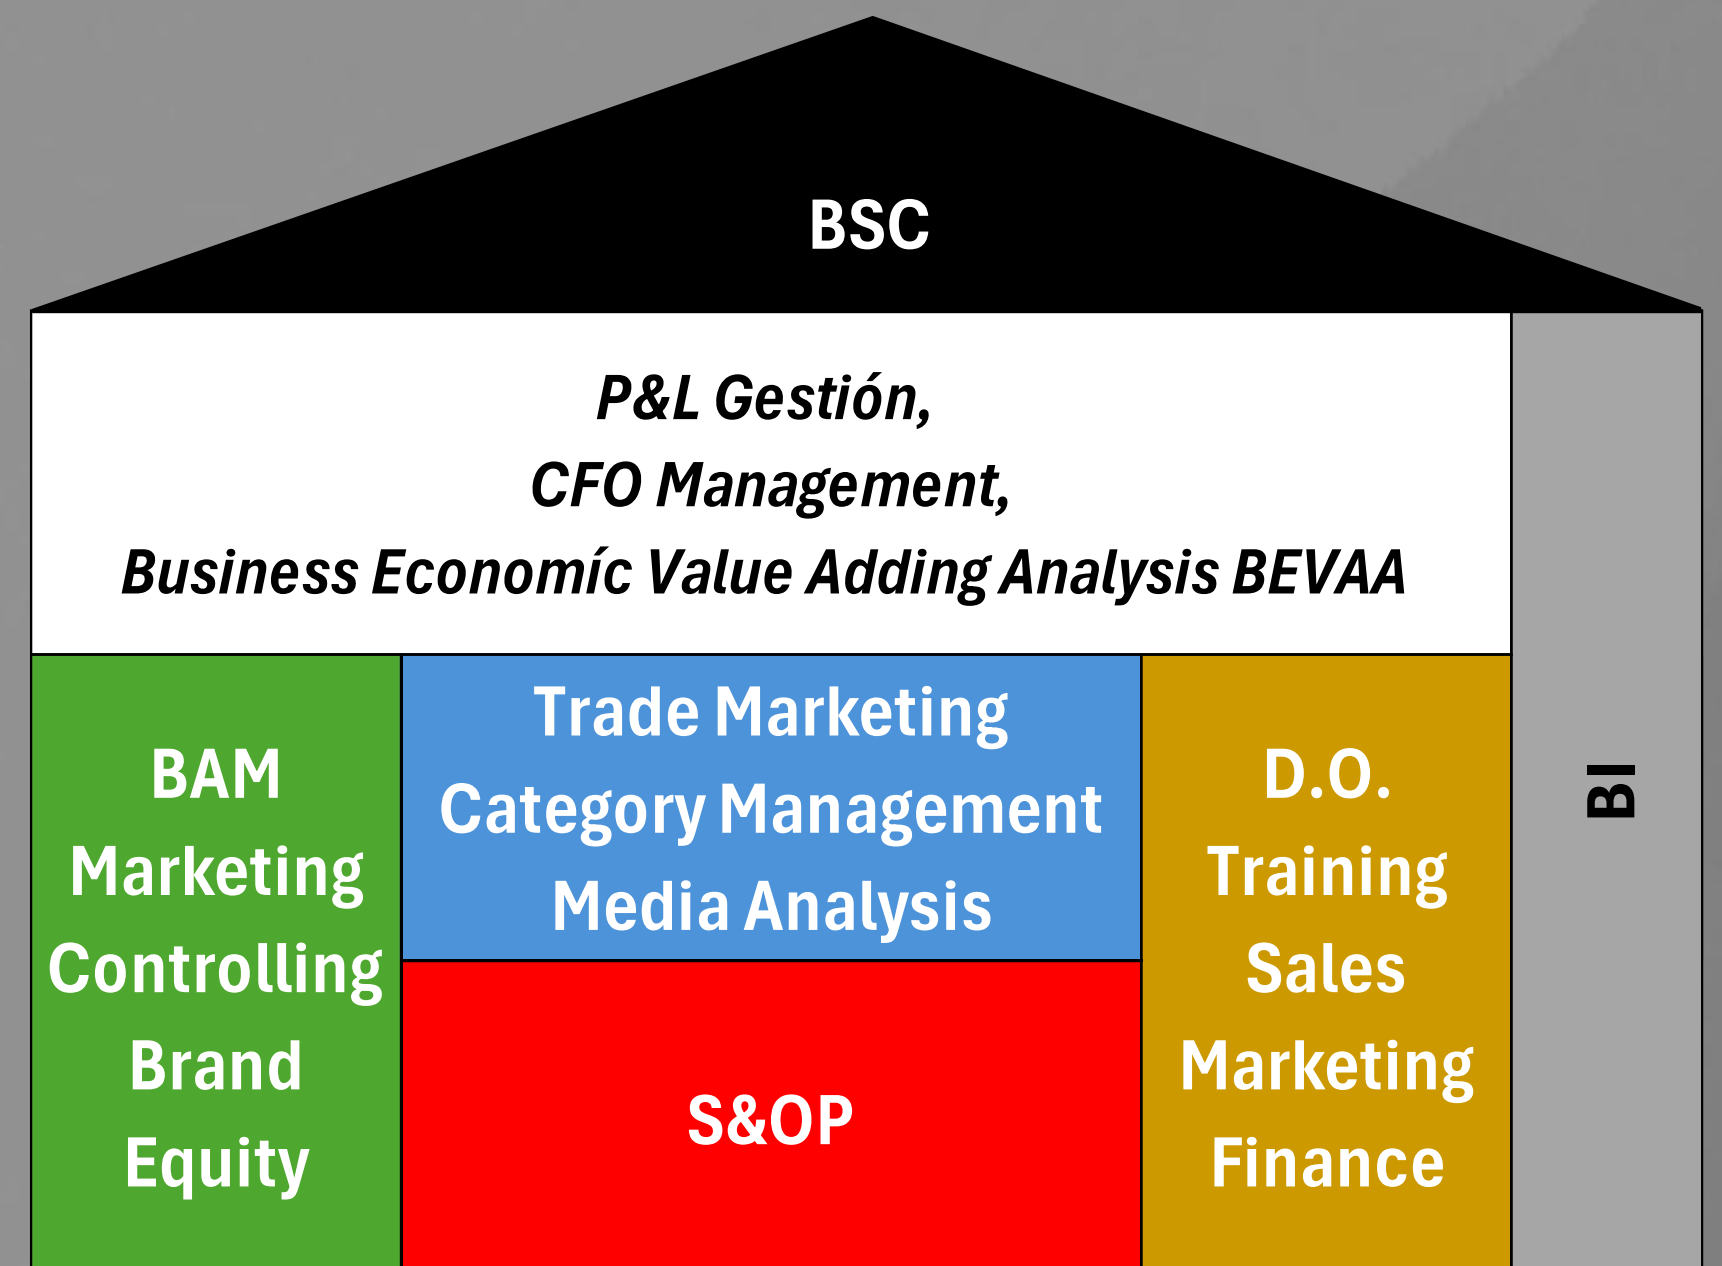 BSC
P&L Gestión,
CFO Management,
Business Economíc Value Adding Analysis BEVAA
BAM
Marketing
Controlling
Brand
Equity
Trade Marketing
Category Management
Media Analysis
S&OP
D.O.
Training
Sales
Marketing
Finance
BI